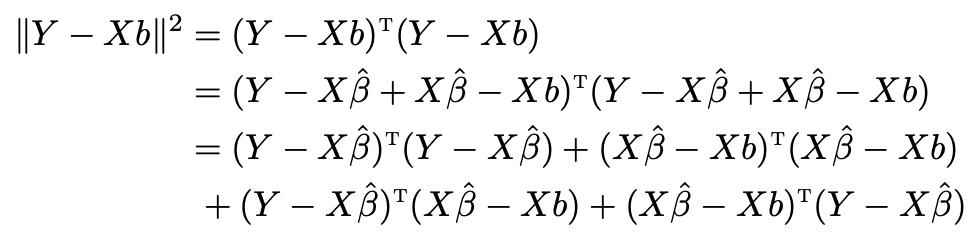 ‖Y − Xb‖² = (Y − Xb)ᵀ(Y − Xb)
= (Y − Xβ̂ + Xβ̂ − Xb)ᵀ(Y − Xβ̂ + Xβ̂ − Xb)
= (Y − Xβ̂)ᵀ(Y − Xβ̂) + (Xβ̂ − Xb)ᵀ(Xβ̂ − Xb)
+ (Y − Xβ̂)ᵀ(Xβ̂ − Xb) + (Xβ̂ − Xb)ᵀ(Y − Xβ̂)